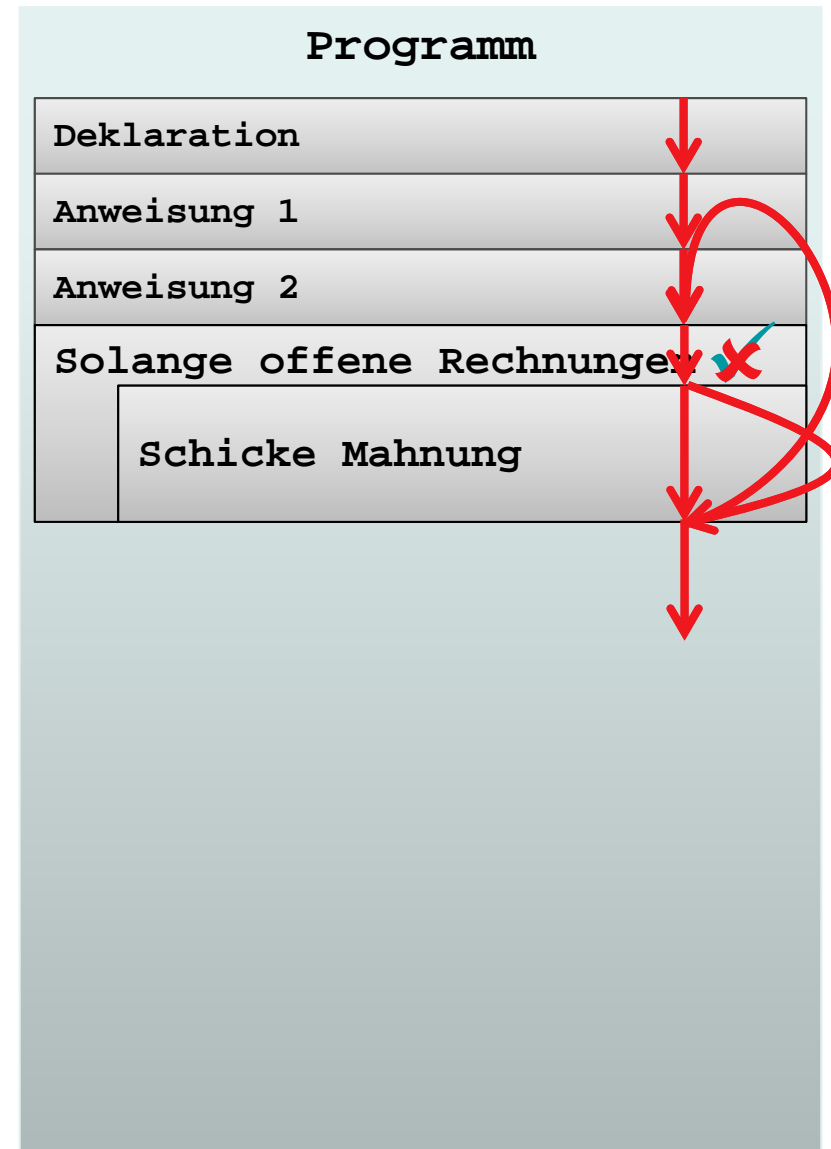 Programm
Deklaration
Anweisung 1
Anweisung 2
Solange offene Rechnungen
Schicke Mahnung